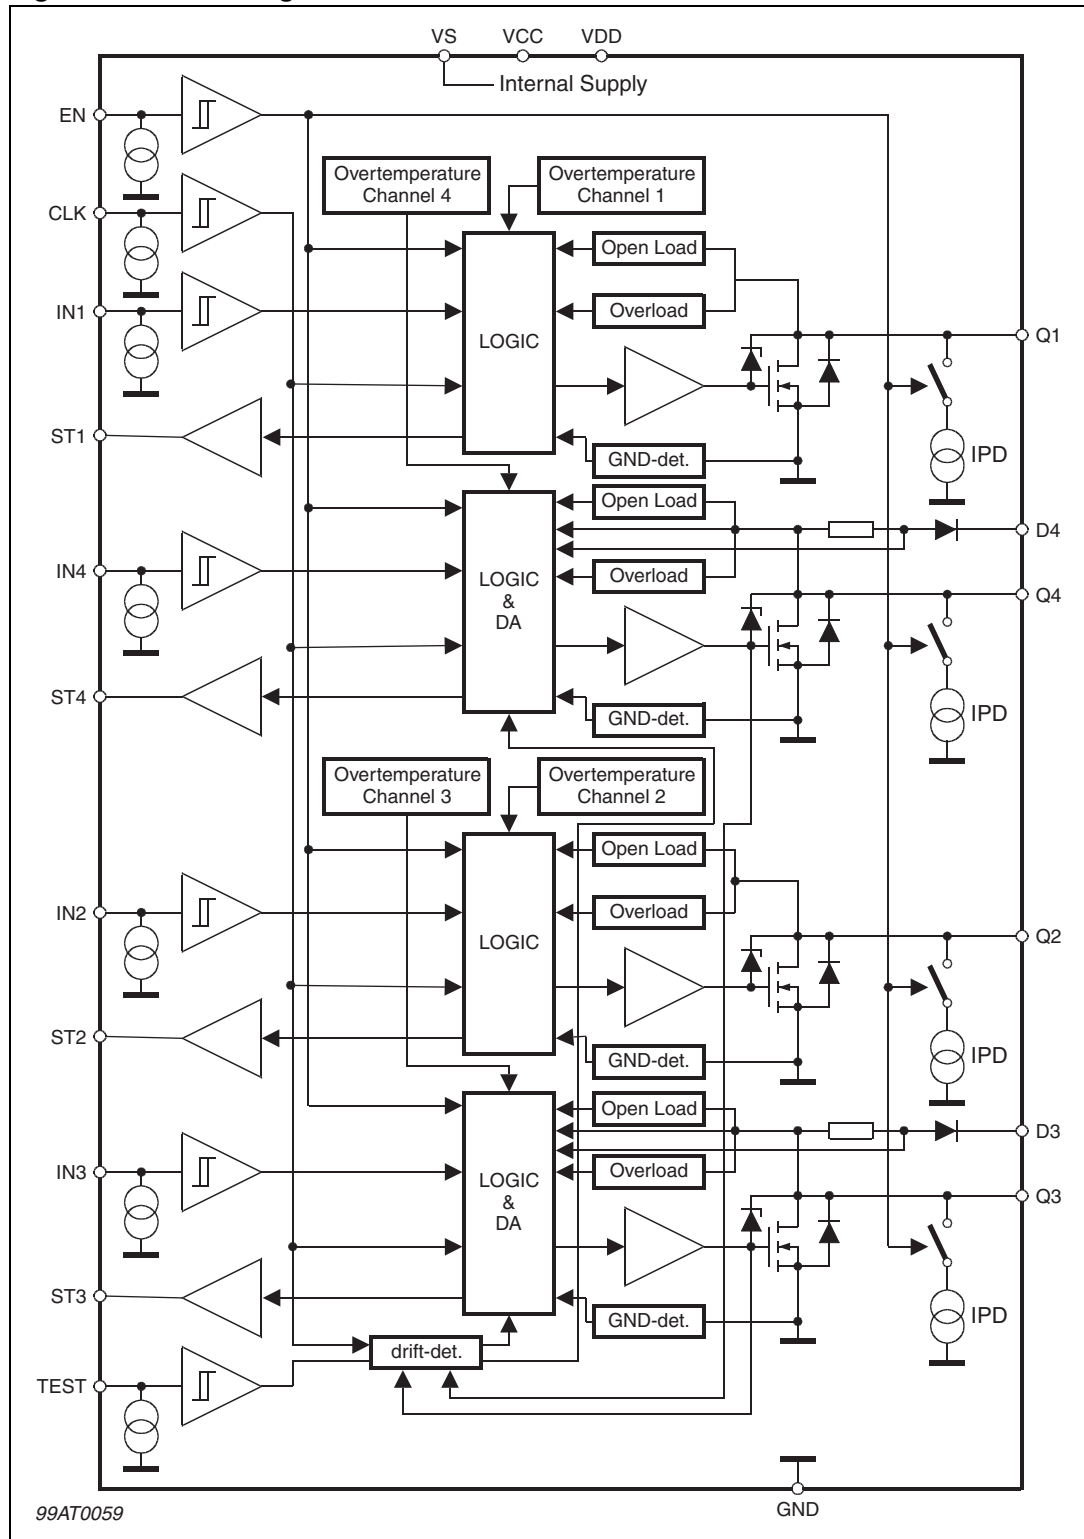 VS VCC VDD
Internal Supply
EN
Overtemperature
Channel 4
Overtemperature
Channel 1
CLK
Open Load
IN1
Overload
LOGIC
Q1
ST1
GND-det.
IPD
Open Load
D4
IN4
LOGIC
&
DA
Overload
Q4
ST4
GND-det.
IPD
Overtemperature
Channel 3
Overtemperature
Channel 2
Open Load
IN2
Overload
LOGIC
Q2
ST2
GND-det.
IPD
Open Load
D3
IN3
LOGIC
&
DA
Overload
Q3
ST3
GND-det.
IPD
drift-det.
TEST
GND
99AT0059